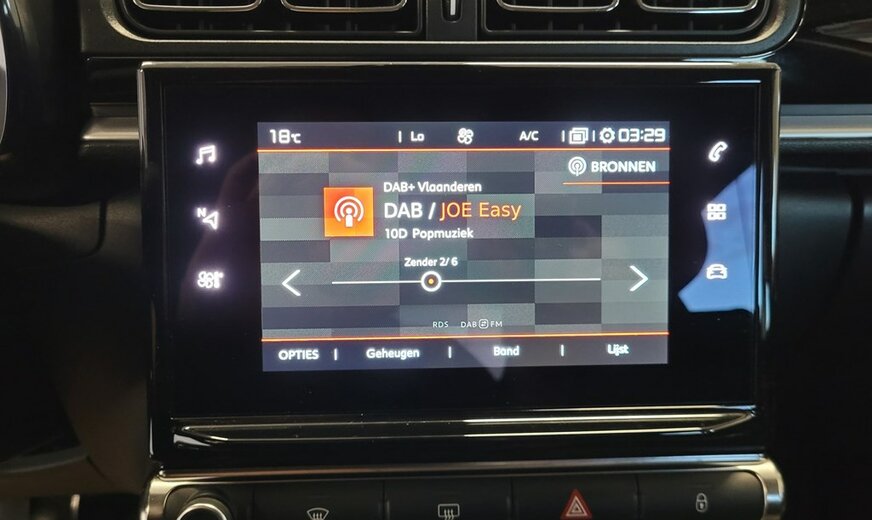 18°C | Lo A/C | | 03:29
BRONNEN
DAB+ Vlaanderen
DAB / JOE Easy
10D Popmuziek
Zender 2/6
RDS DAB FM
OPTIES | Geheugen | Band | Lijst
N